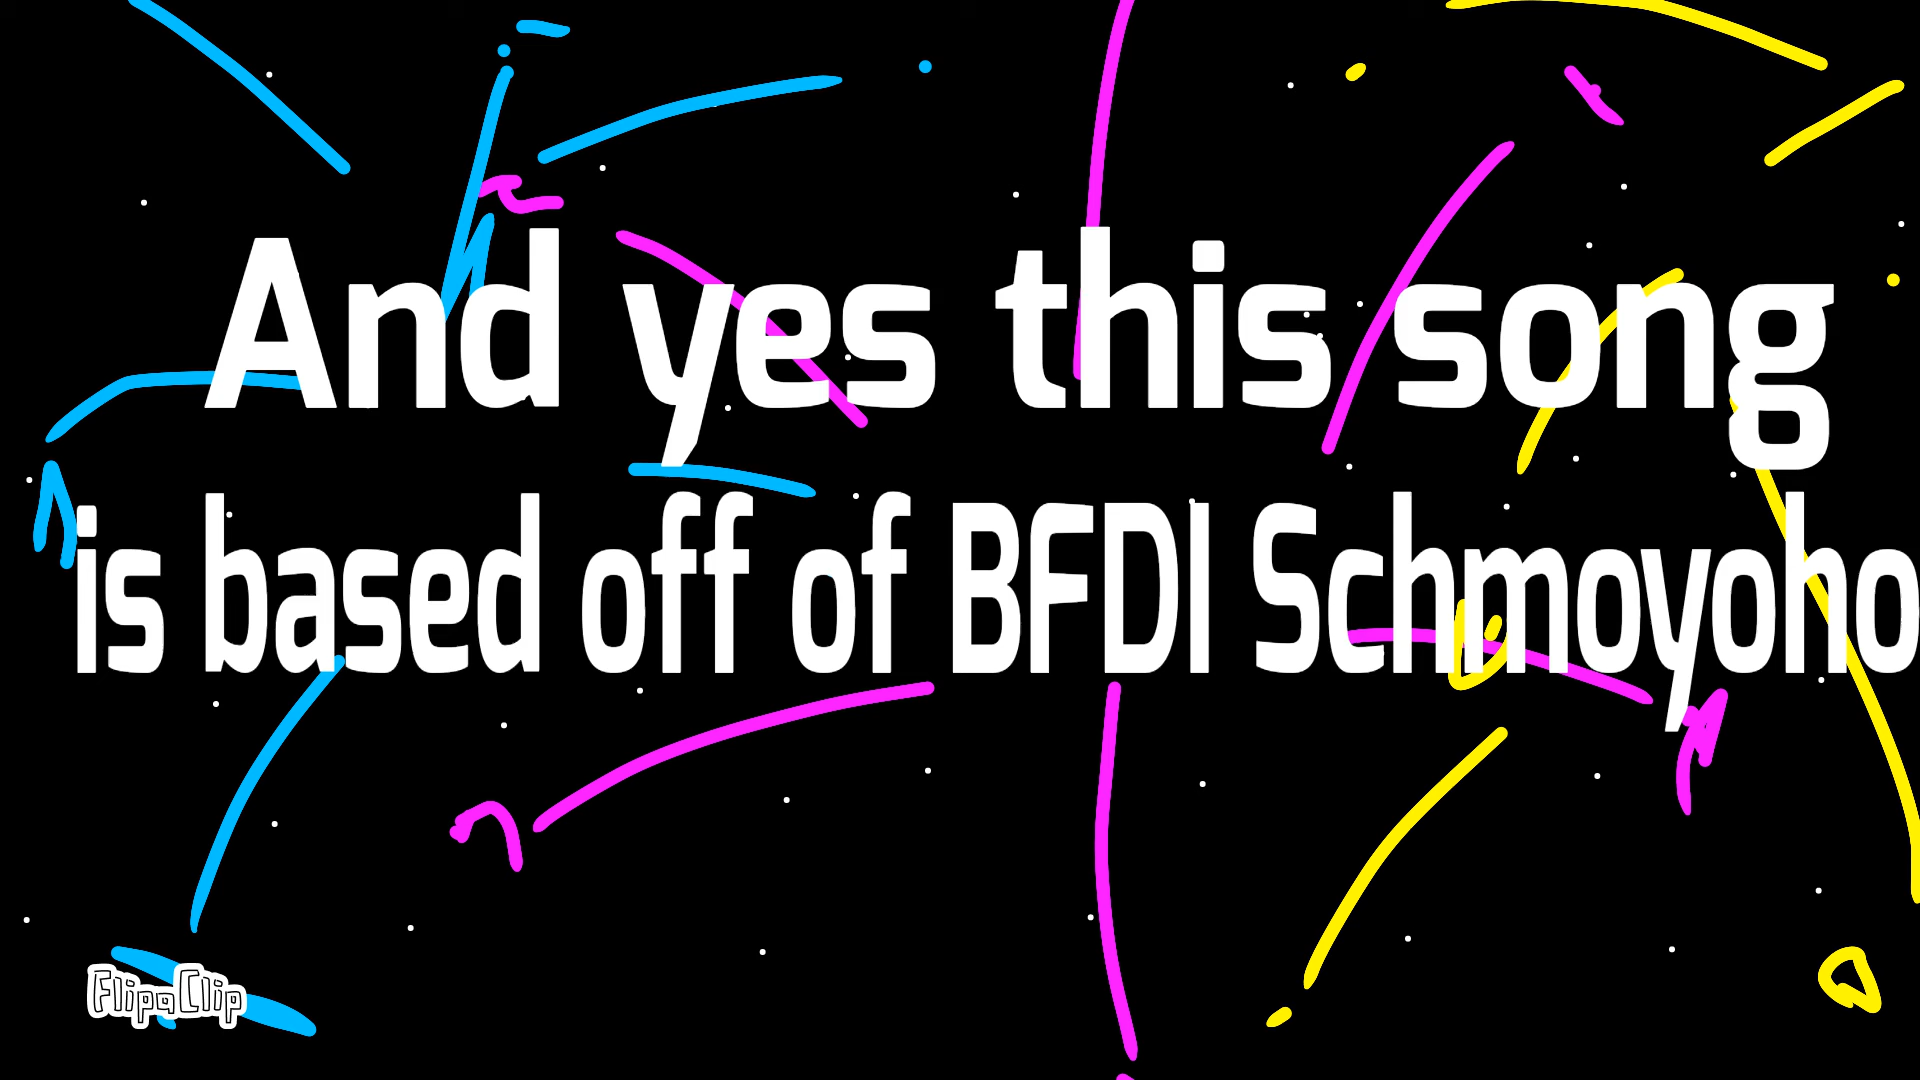 And yes this song
is based off of BFDI Schmoyoho
FlipaClip